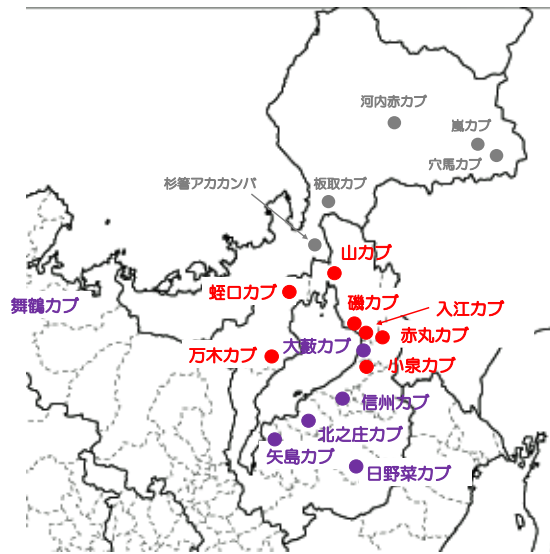 河内赤カブ
嵐カブ
穴馬カブ
杉箸アカカンバ
板取カブ
山カブ
蛭口カブ
舞鶴カブ
磯カブ
入江カブ
赤丸カブ
大藪カブ
万木カブ
小泉カブ
信州カブ
北之庄カブ
矢島カブ
日野菜カブ